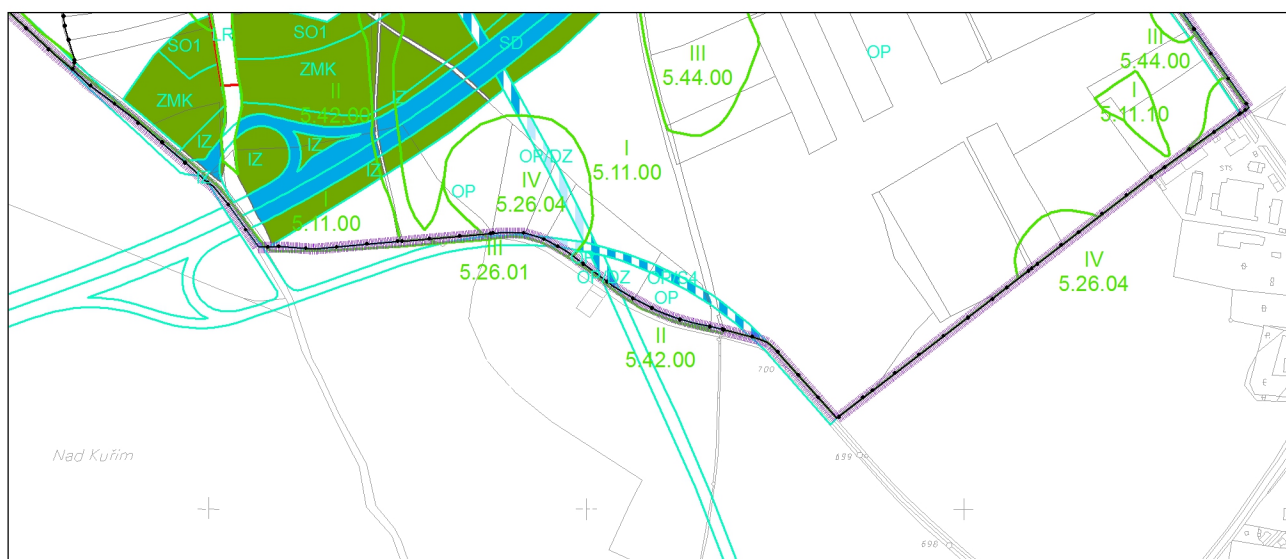 SO1
LR
SO1
SD
III
5.44.00
OP
III
5.44.00
ZMK
ZMK
II
5.42.00
IZ
I
5.11.10
IZ
IZ
IZ
IZ
OP/DZ
I
5.11.00
IV
5.26.04
OP
I
5.11.00
III
5.26.01
OP/DZ
OP/S4
OP
IV
5.26.04
II
5.42.00
700
Nad Kuřim
699
698
STS